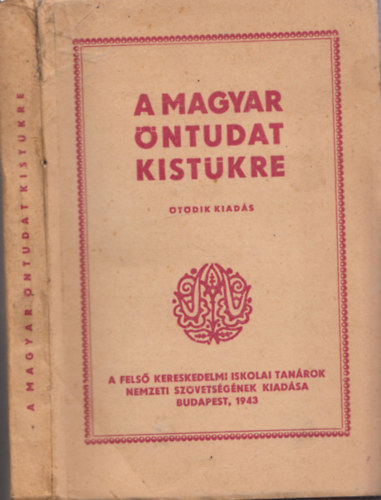 A MAGYAR ÖNTUDAT KISTÜKRE
A MAGYAR
ÖNTUDAT
KISTÜKRE
ÖTÖDIK KIADÁS
A FELSŐ KERESKEDELMI ISKOLAI TANÁROK
NEMZETI SZÖVETSÉGÉNEK KIADÁSA
BUDAPEST, 1943